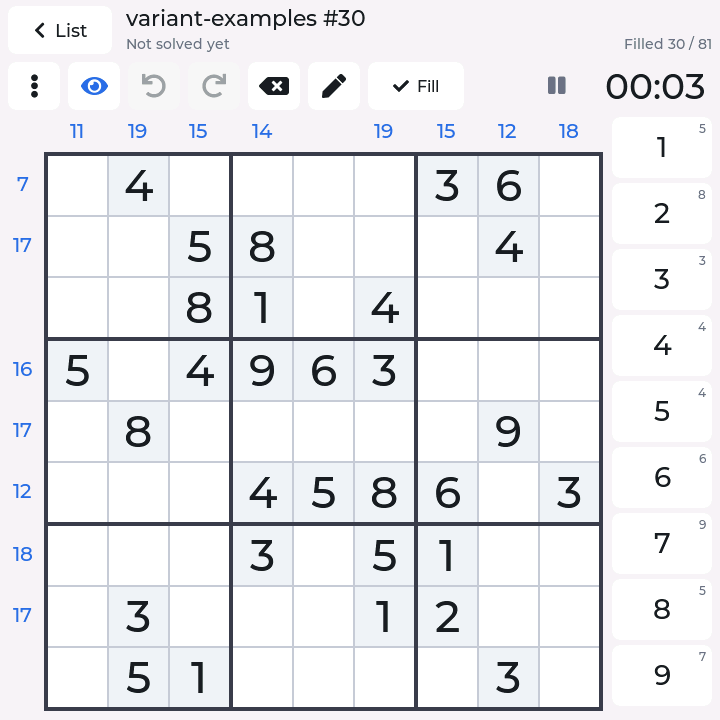 List
variant-examples #30
Not solved yet
Filled 30 / 81
Fill
00:03
11 19 15 14 19 15 12 18
7 4 3 6
17 5 8 4
8 1 4
16 5 4 9 6 3
17 8 9
12 4 5 8 6 3
18 3 5 1
17 3 1 2
5 1 3
1 5
2 8
3 3
4 4
5 4
6 6
7 9
8 5
9 7